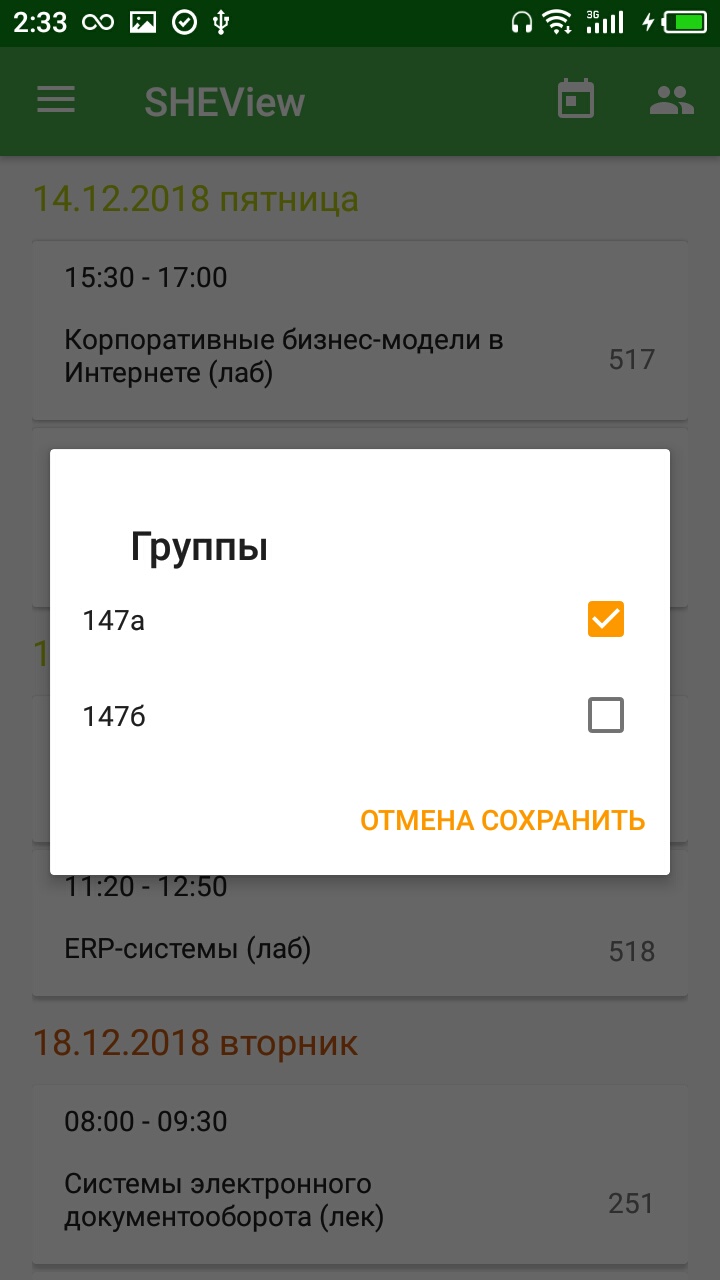 2:33
3G
SHEView
14.12.2018 пятница
15:30 - 17:00
Корпоративные бизнес-модели в
Интернете (лаб)
517
Группы
147а
147б
ОТМЕНА СОХРАНИТЬ
1
11:20 - 12:50
ERP-системы (лаб)
518
18.12.2018 вторник
08:00 - 09:30
Системы электронного
документооборота (лек)
251